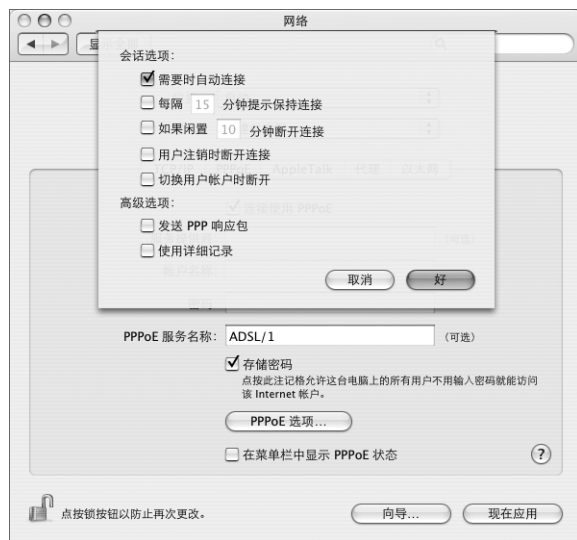 网络
会话选项:
需要时自动连接
每隔 15 分钟提示保持连接
如果闲置 10 分钟断开连接
用户注销时断开连接
切换用户帐户时断开
高级选项:
发送 PPP 响应包
使用详细记录
取消 好
PPPoE 服务名称: ADSL/1 (可选)
存储密码
点按此注记格允许这台电脑上的所有用户不用输入密码就能访问
该 Internet 帐户。
PPPoE 选项...
在菜单栏中显示 PPPoE 状态
?
点按锁按钮以防止再次更改。
向导... 现在应用